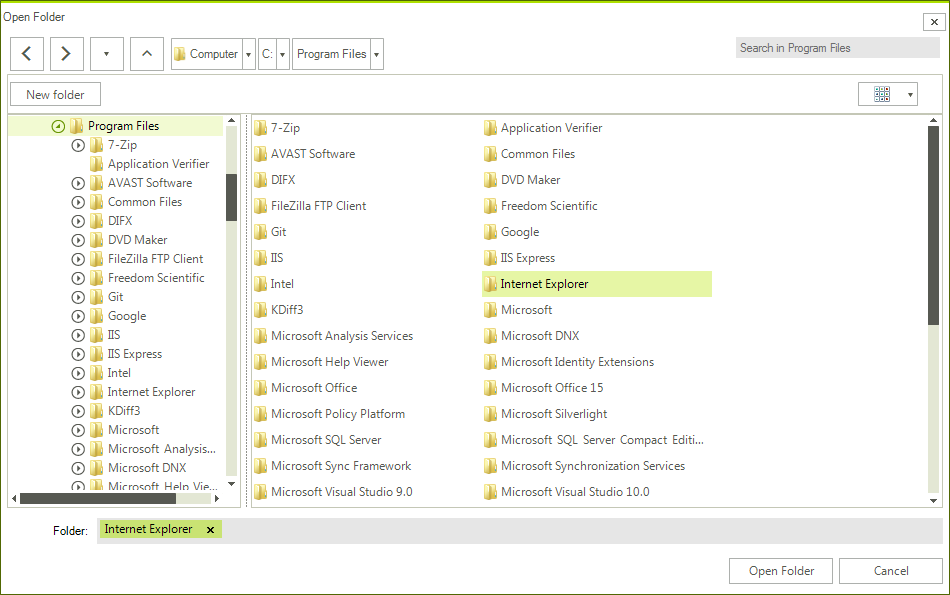 Open Folder
Computer C: Program Files
Search in Program Files
New folder
Program Files
7-Zip
Application Verifier
AVAST Software
Common Files
DIFX
DVD Maker
FileZilla FTP Client
Freedom Scientific
Git
Google
IIS
IIS Express
Intel
Internet Explorer
KDiff3
Microsoft
Microsoft Analysis...
Microsoft DNX
Microsoft Help Vie...
7-Zip Application Verifier
AVAST Software Common Files
DIFX DVD Maker
FileZilla FTP Client Freedom Scientific
Git Google
IIS IIS Express
Intel Internet Explorer
KDiff3 Microsoft
Microsoft Analysis Services Microsoft DNX
Microsoft Help Viewer Microsoft Identity Extensions
Microsoft Office Microsoft Office 15
Microsoft Policy Platform Microsoft Silverlight
Microsoft SQL Server Microsoft SQL Server Compact Editi...
Microsoft Sync Framework Microsoft Synchronization Services
Microsoft Visual Studio 9.0 Microsoft Visual Studio 10.0
Folder: Internet Explorer
Open Folder Cancel